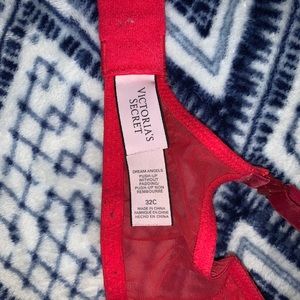 VICTORIA'S
SECRET
DREAM ANGELS
PUSH-UP
WITHOUT
PADDING/
PUSH-UP NON
REMBOURRE
32C
MADE IN CHINA
FABRIQUÉ EN CHINE
HECHO EN CHINA